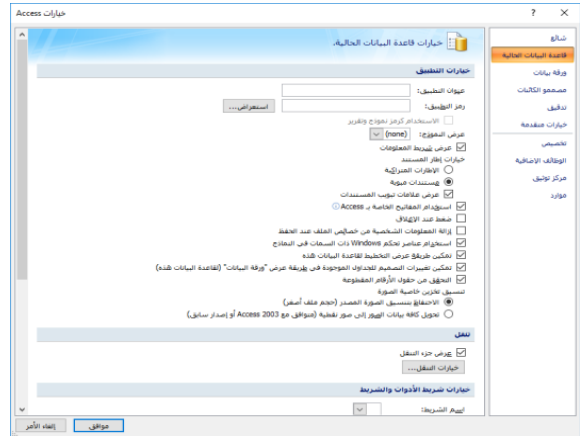 خيارات Access
شائع
قاعدة البيانات الحالية
ورقة بيانات
مصممو الكائنات
تدقيق
خيارات متقدمة
تخصيص
الوظائف الإضافية
مركز توثيق
موارد
خيارات قاعدة البيانات الحالية.
خيارات التطبيق
عنوان التطبيق:
رمز التطبيق:
استعراض...
الاستخدام كرمز نموذج وتقرير
عرض النموذج: (none)
عرض شريط المعلومات
خيارات إطار المستند
الإطارات المتراكبة
مستندات مبوبة
عرض علامات تبويب المستندات
استخدام المفاتيح الخاصة بـ Access
ضغط عند الإغلاق
إزالة المعلومات الشخصية من خصائص الملف عند الحفظ
استخدام عناصر تحكم Windows ذات السمات في النماذج
تمكين طريقة عرض التخطيط لقاعدة البيانات هذه
تمكين تغييرات التصميم للجداول الموجودة في طريقة عرض "ورقة البيانات" (لقاعدة البيانات هذه)
التحقق من حقول الأرقام المقطوعة
تنسيق تخزين خاصية الصورة
الاحتفاظ بتنسيق الصورة المصدر (حجم ملف أصغر)
تحويل كافة بيانات الصور إلى صور نقطية (متوافق مع Access 2003 أو إصدار سابق)
تنقل
عرض جزء التنقل
خيارات التنقل...
خيارات شريط الأدوات والشريط
اسم الشريط:
موافق
إلغاء الأمر